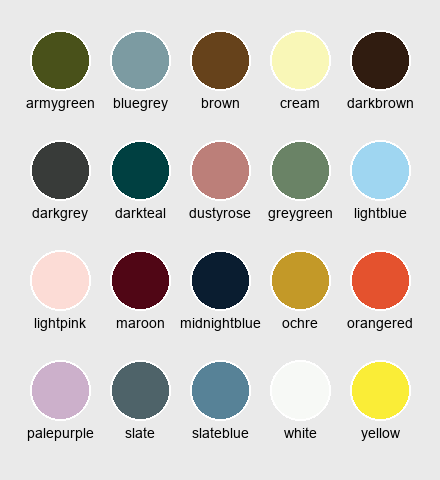 armygreen bluegrey brown cream darkbrown
darkgrey darkteal dustyrose greygreen lightblue
lightpink maroon midnightblue ochre orangered
palepurple slate slateblue white yellow